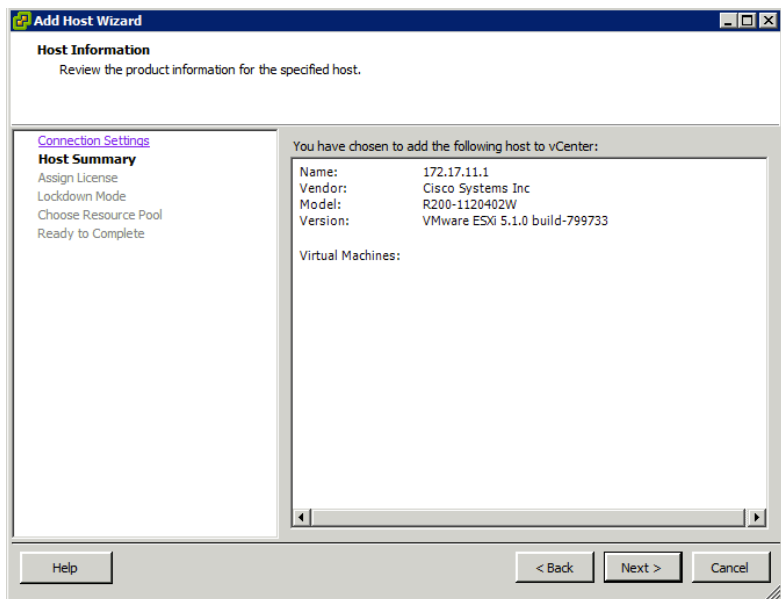 Add Host Wizard
Host Information
Review the product information for the specified host.
Connection Settings
Host Summary
Assign License
Lockdown Mode
Choose Resource Pool
Ready to Complete
You have chosen to add the following host to vCenter:
Name: 172.17.11.1
Vendor: Cisco Systems Inc
Model: R200-1120402W
Version: VMware ESXi 5.1.0 build-799733
Virtual Machines:
Help
< Back
Next >
Cancel